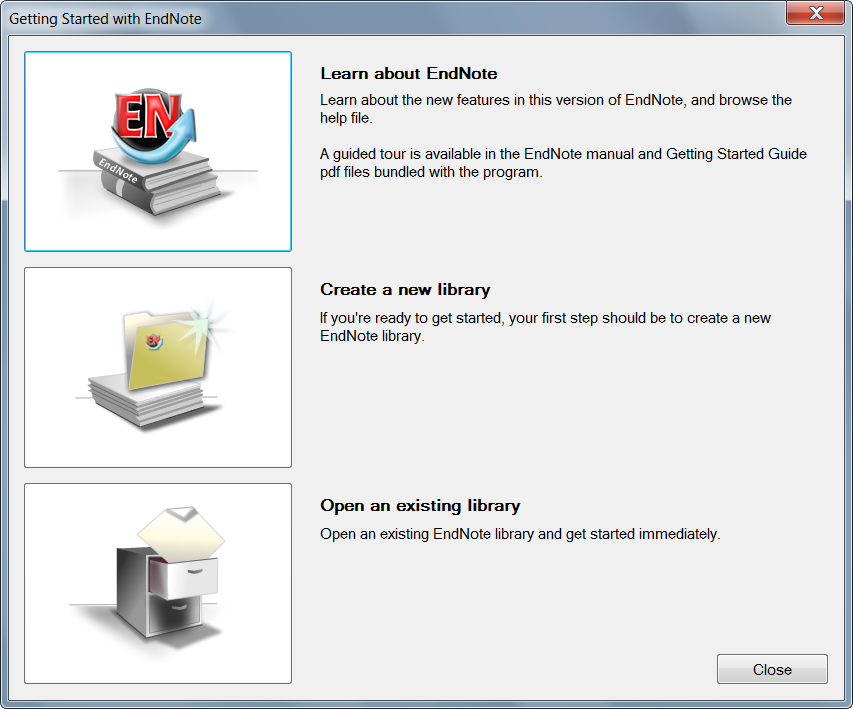 Getting Started with EndNote
EN
EndNote
Learn about EndNote
Learn about the new features in this version of EndNote, and browse the
help file.
A guided tour is available in the EndNote manual and Getting Started Guide
pdf files bundled with the program.
EN
Create a new library
If you're ready to get started, your first step should be to create a new
EndNote library.
Open an existing library
Open an existing EndNote library and get started immediately.
Close